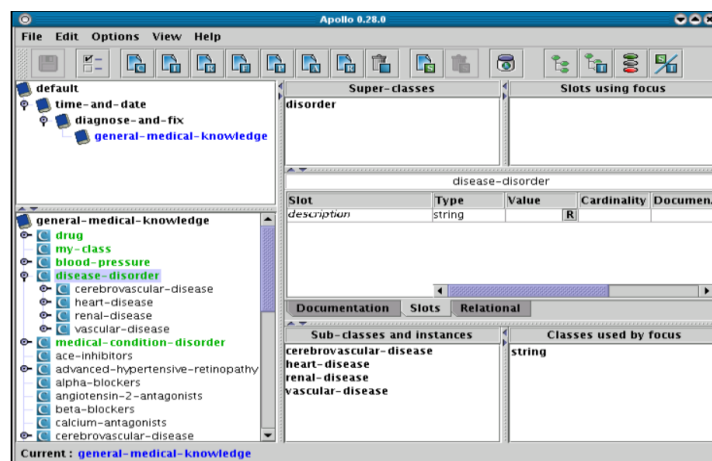 Apollo 0.28.0
File Edit Options View Help
default
time-and-date
diagnose-and-fix
general-medical-knowledge
Super-classes
disorder
Slots using focus
general-medical-knowledge
drug
my-class
blood-pressure
disease-disorder
cerebrovascular-disease
heart-disease
renal-disease
vascular-disease
medical-condition-disorder
ace-inhibitors
advanced-hypertensive-retinopathy
alpha-blockers
angiotensin-2-antagonists
beta-blockers
calcium-antagonists
cerebrovascular-disease
disease-disorder
Slot Type Value Cardinality Documen.
description string R
Documentation Slots Relational
Sub-classes and instances
cerebrovascular-disease
heart-disease
renal-disease
vascular-disease
Classes used by focus
string
Current : general-medical-knowledge